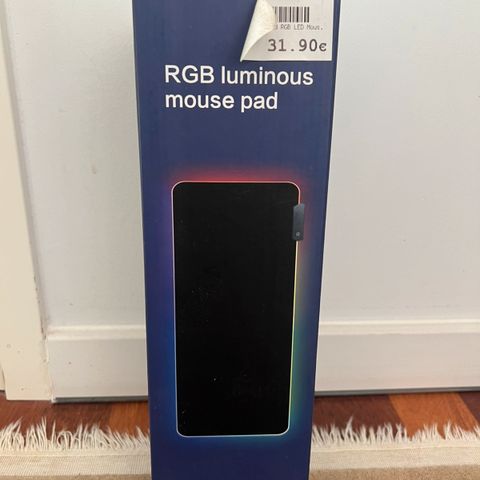 RGB LED Mous.
31.90€
RGB luminous
mouse pad